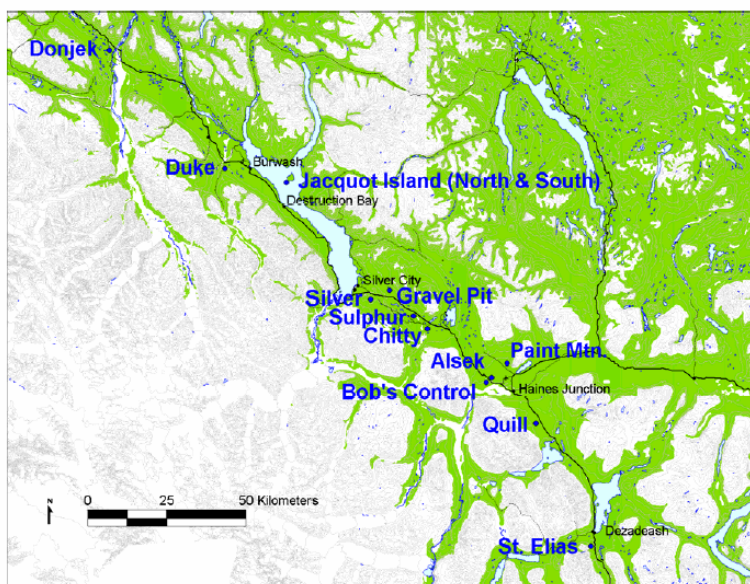 Donjek
Burwash
Duke
Jacquot Island (North & South)
Destruction Bay
Silver City
Silver
Gravel Pit
Sulphur
Chitty
Paint Mtn.
Alsek
Bob's Control
Haines Junction
Quill
N
0 25 50 Kilometers
Dezadeash
St. Elias